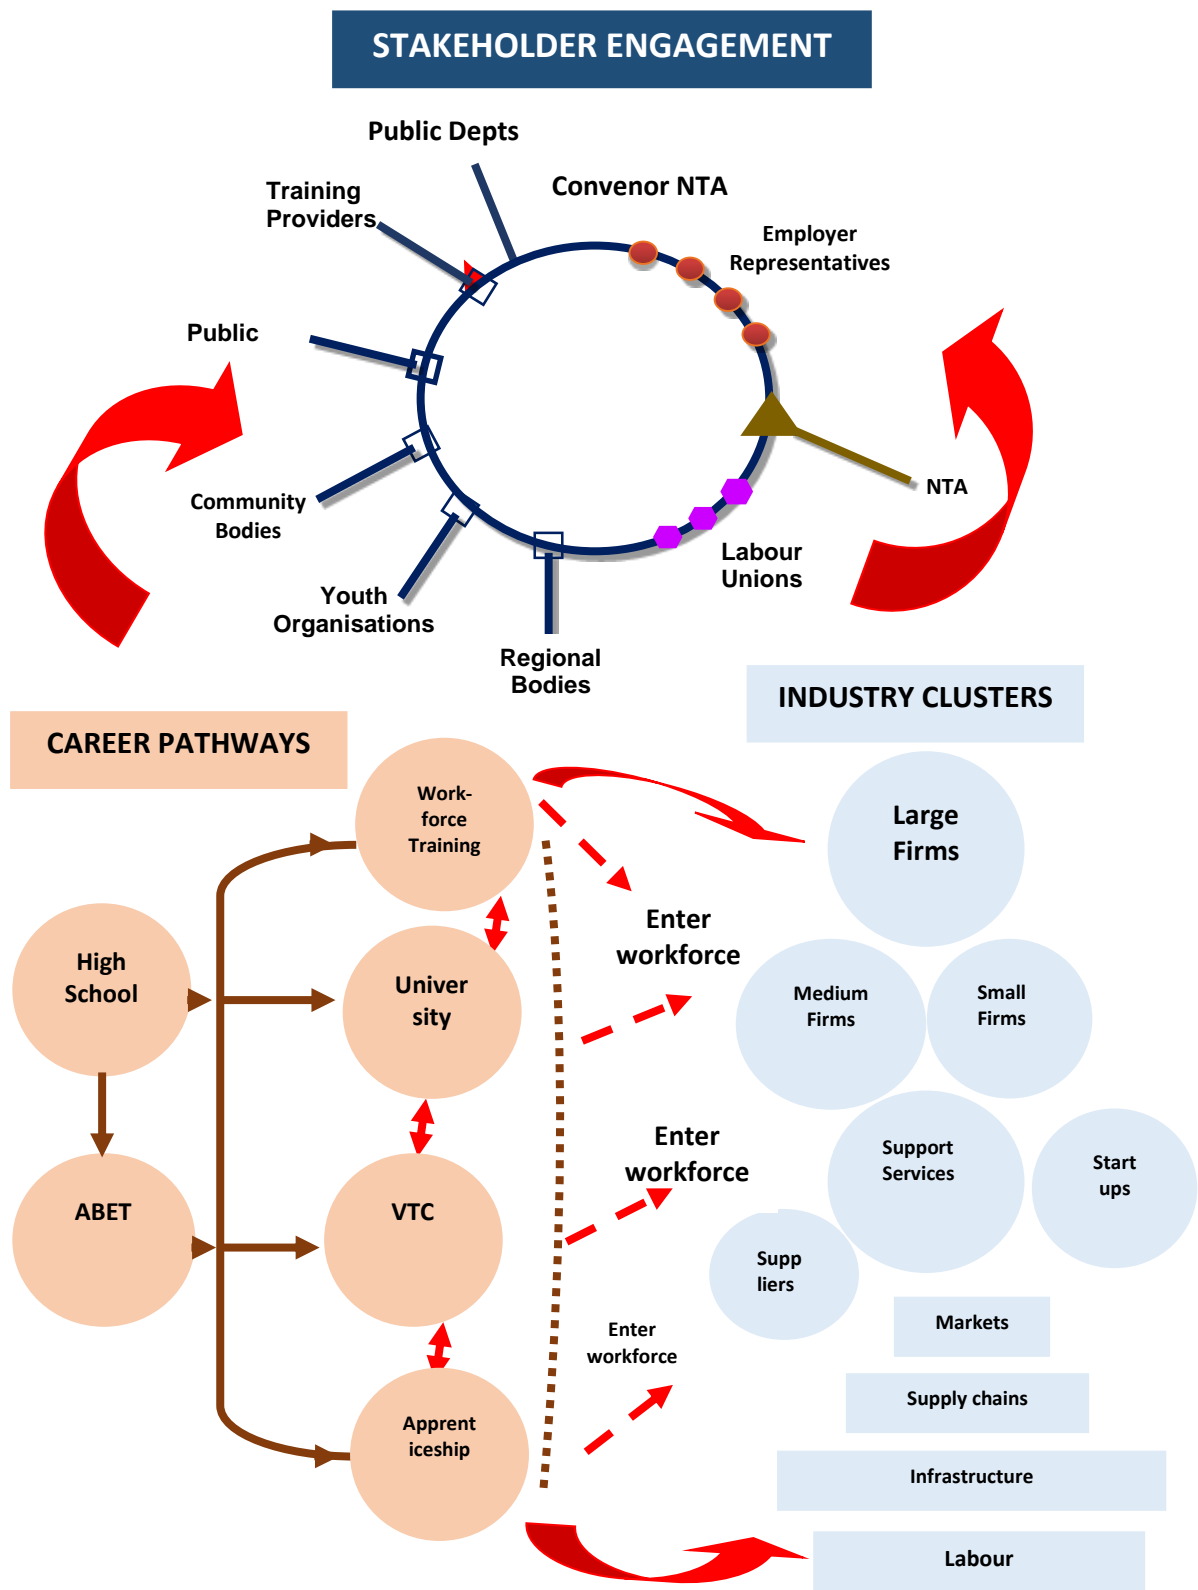 STAKEHOLDER ENGAGEMENT
Public Depts
Convenor NTA
Training
Providers
Employer
Representatives
Public
NTA
Community
Bodies
Labour
Unions
Youth
Organisations
Regional
Bodies
INDUSTRY CLUSTERS
CAREER PATHWAYS
Work-
force
Training
Large
Firms
Enter
workforce
High
School
Univer
sity
Medium
Firms
Small
Firms
Enter
workforce
Support
Services
Start
ups
ABET
VTC
Supp
liers
Markets
Enter
workforce
Supply chains
Apprent
iceship
Infrastructure
Labour